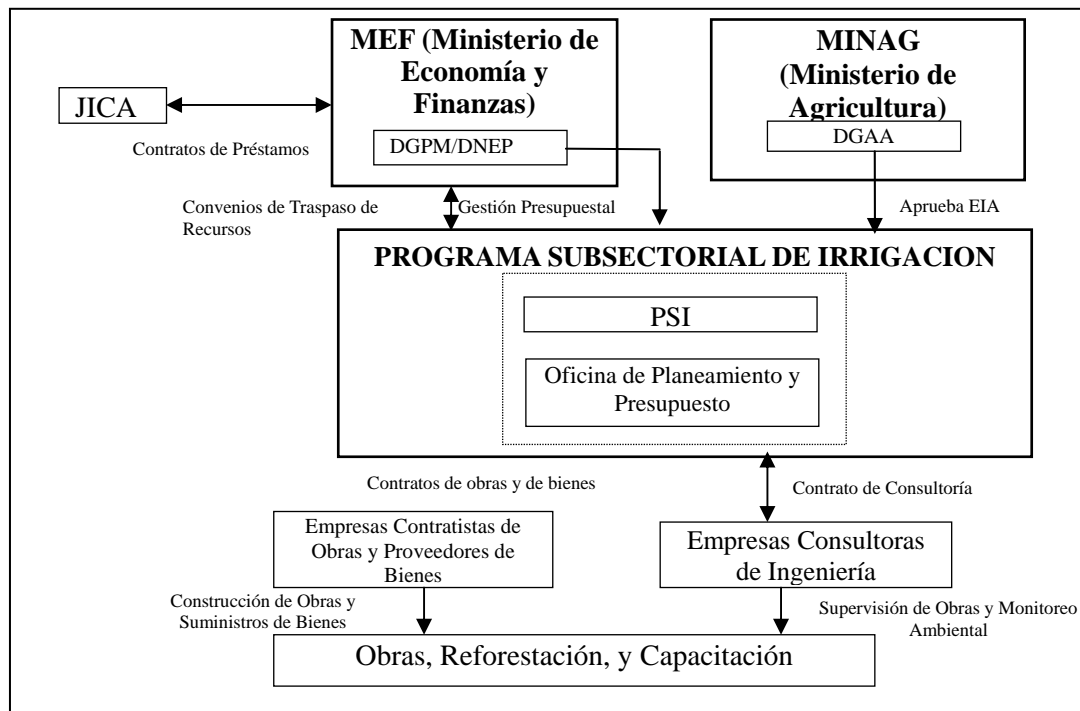 MEF (Ministerio de
Economía y
Finanzas)
DGPM/DNEP
MINAG
(Ministerio de
Agricultura)
DGAA
JICA
Contratos de Préstamos
Convenios de Traspaso de
Recursos
Gestión Presupuestal
Aprueba EIA
PROGRAMA SUBSECTORIAL DE IRRIGACION
PSI
Oficina de Planeamiento y
Presupuesto
Contratos de obras y de bienes
Contrato de Consultoría
Empresas Contratistas de
Obras y Proveedores de
Bienes
Empresas Consultoras
de Ingeniería
Construcción de Obras y
Suministros de Bienes
Supervisión de Obras y Monitoreo
Ambiental
Obras, Reforestación, y Capacitación